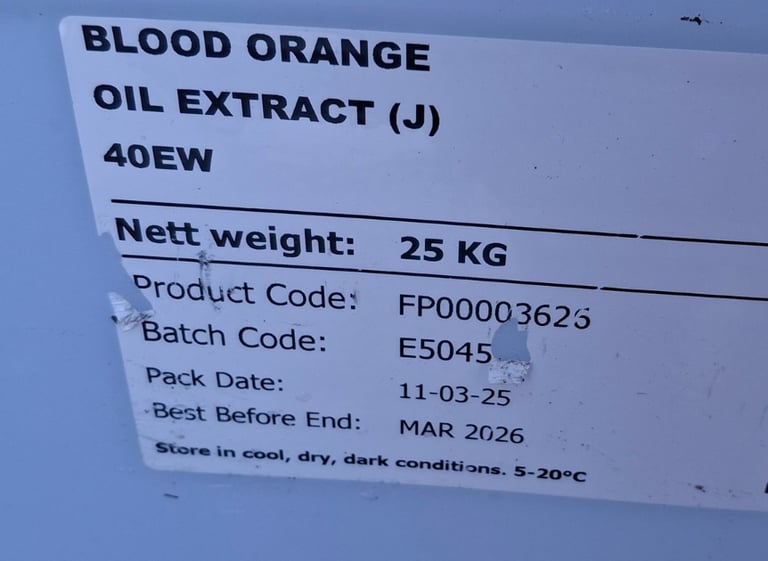 BLOOD ORANGE
OIL EXTRACT (J)
40EW
Nett weight: 25 KG
Product Code: FP00003626
Batch Code: E5045
Pack Date: 11-03-25
Best Before End: MAR 2026
Store in cool, dry, dark conditions. 5-20°C